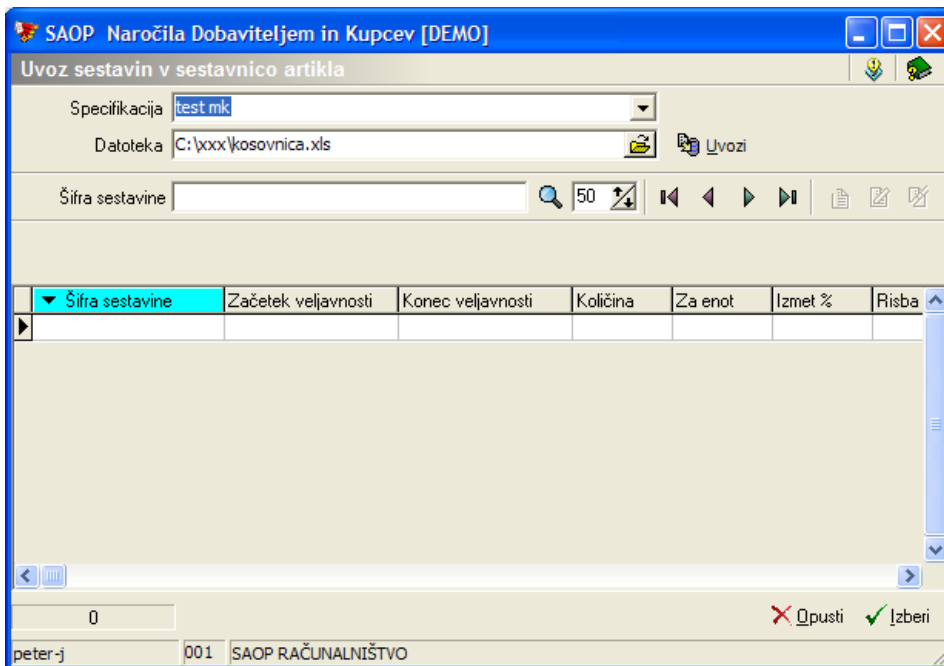 SAOP Naročila Dobaviteljem in Kupcev [DEMO]
Uvoz sestavin v sestavnico artikla
Specifikacija test mk
Datoteka C:\xxx\kosovnica.xls Uvozi
Šifra sestavine 50
Šifra sestavine Začetek veljavnosti Konec veljavnosti Količina Za enot Izmet % Risba
0 Opusti Izberi
peter-j 001 SAOP RAČUNALNIŠTVO